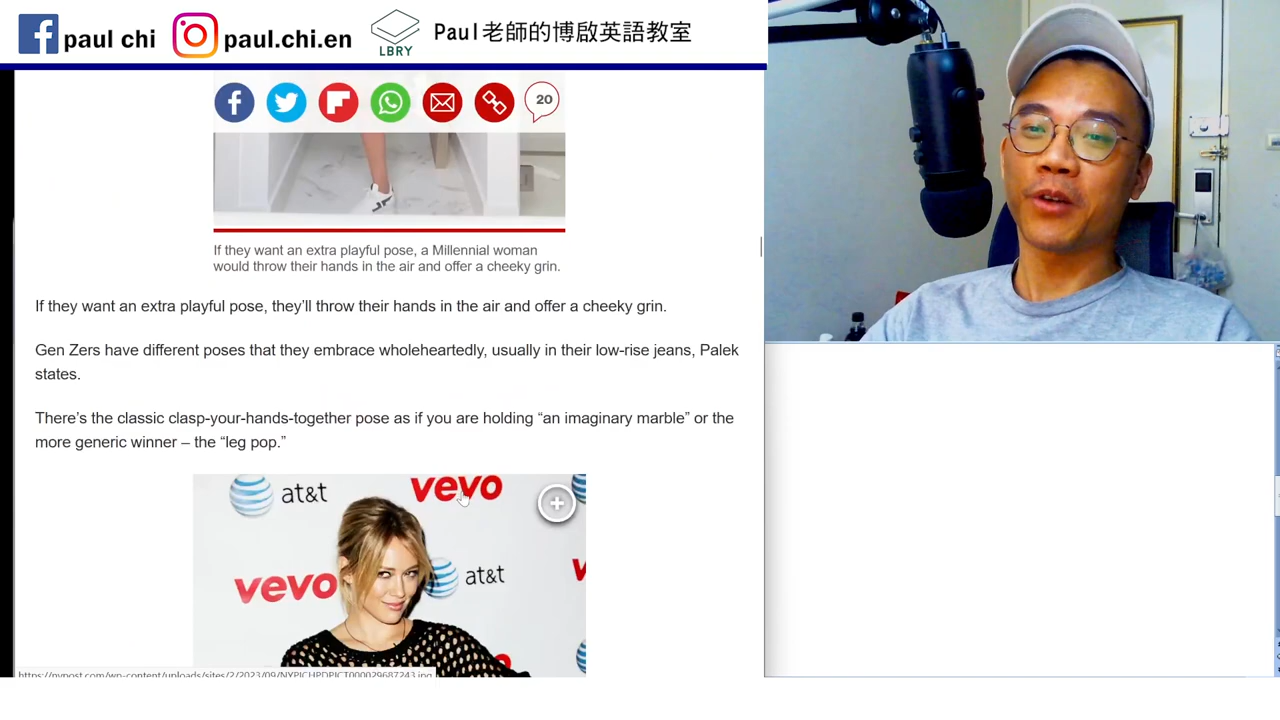 paul chi
paul.chi.en
LBRY
Paul老師的博啟英語教室
20
If they want an extra playful pose, a Millennial woman
would throw their hands in the air and offer a cheeky grin.
If they want an extra playful pose, they’ll throw their hands in the air and offer a cheeky grin.
Gen Zers have different poses that they embrace wholeheartedly, usually in their low-rise jeans, Palek
states.
There’s the classic clasp-your-hands-together pose as if you are holding “an imaginary marble” or the
more generic winner – the “leg pop.”
at&t
vevo
vevo
at&t